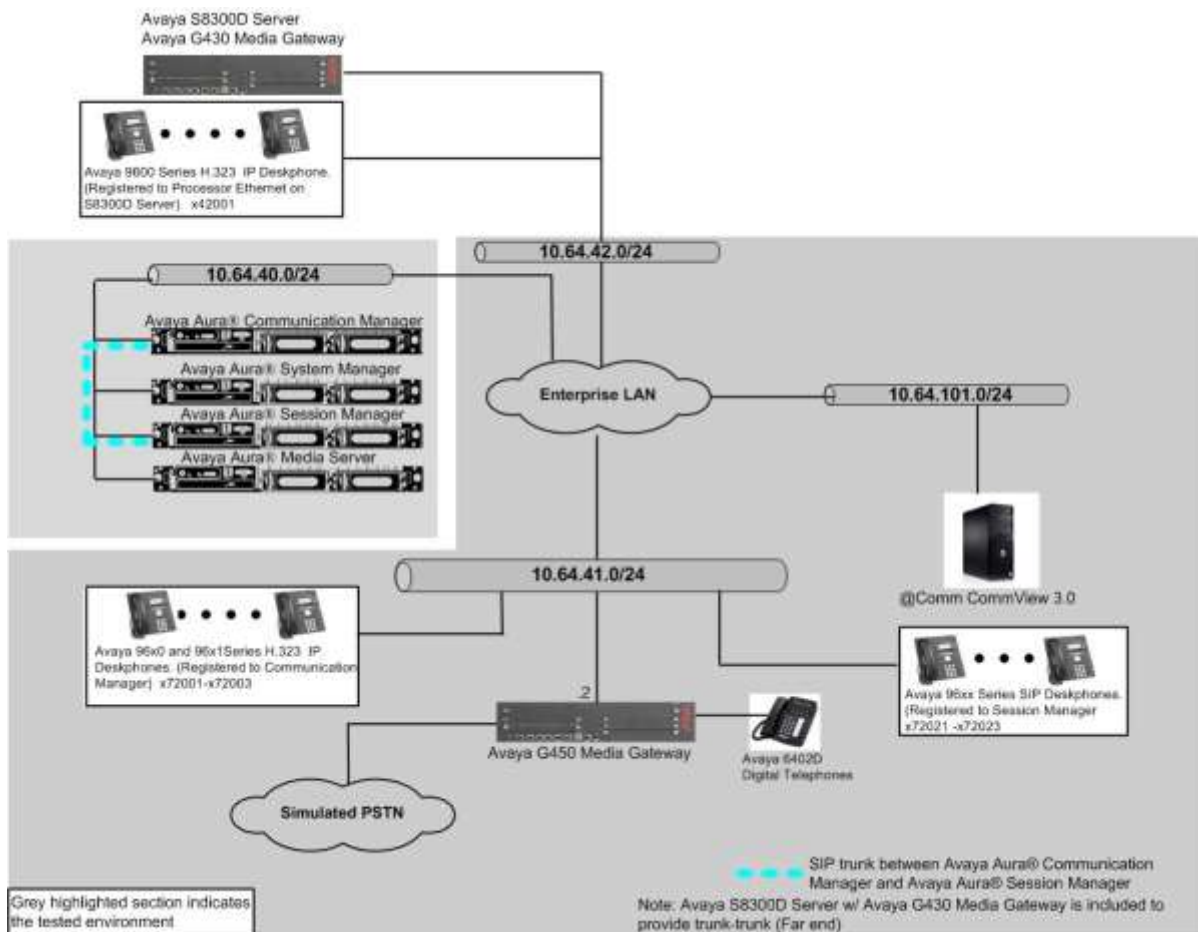 Avaya S8300D Server
Avaya G430 Media Gateway
Avaya 9600 Series H.323 IP Deskphone.
(Registered to Processor Ethernet on
S8300D Server) x42001
10.64.42.0/24
10.64.40.0/24
Avaya Aura® Communication Manager
Avaya Aura® System Manager
Avaya Aura® Session Manager
Avaya Aura® Media Server
Enterprise LAN
10.64.101.0/24
@Comm CommView 3.0
10.64.41.0/24
Avaya 96x0 and 96x1Series H.323 IP
Deskphones. (Registered to Communication
Manager) x72001-x72003
Avaya 96xx Series SIP Deskphones.
(Registered to Session Manager
x72021 -x72023
.2
Avaya G450 Media Gateway
Avaya 6402D
Digital Telephones
Simulated PSTN
SIP trunk between Avaya Aura® Communication
Manager and Avaya Aura® Session Manager
Grey highlighted section indicates
the tested environment
Note: Avaya S8300D Server w/ Avaya G430 Media Gateway is included to
provide trunk-trunk (Far end)